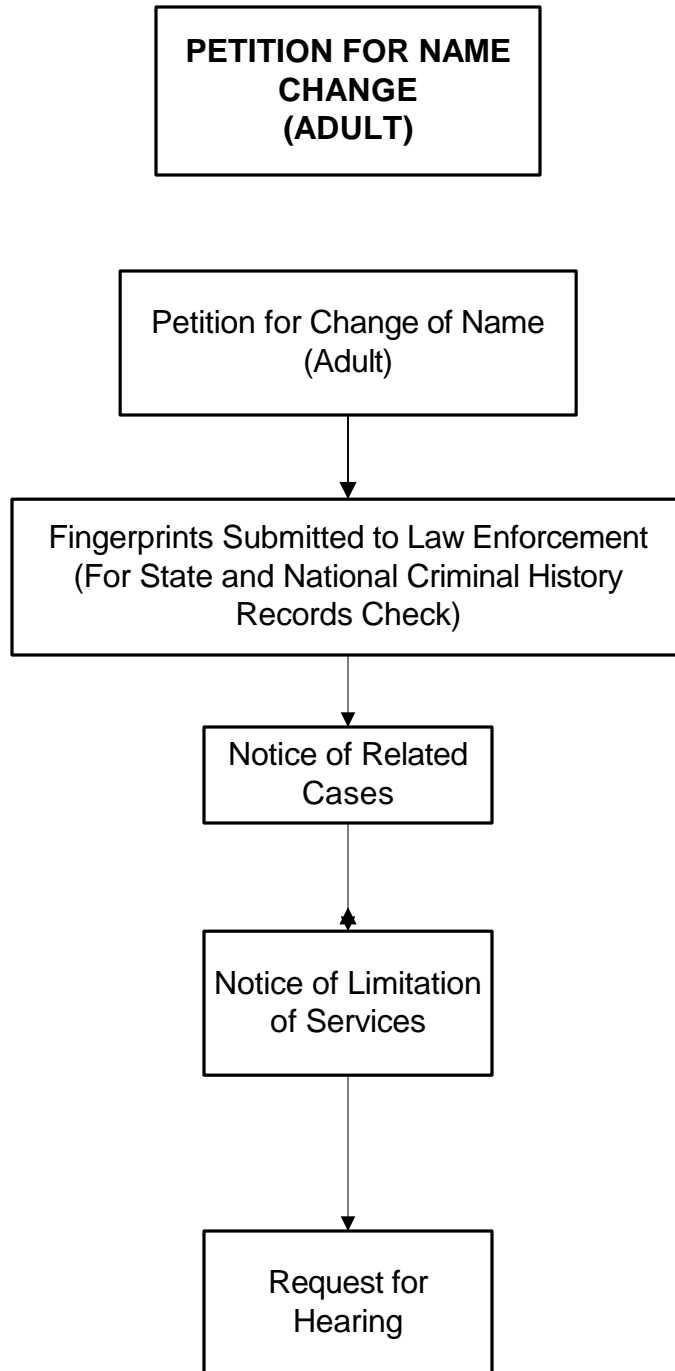 PETITION FOR NAME
CHANGE
(ADULT)
Petition for Change of Name
(Adult)
Fingerprints Submitted to Law Enforcement
(For State and National Criminal History
Records Check)
Notice of Related
Cases
Notice of Limitation
of Services
Request for
Hearing